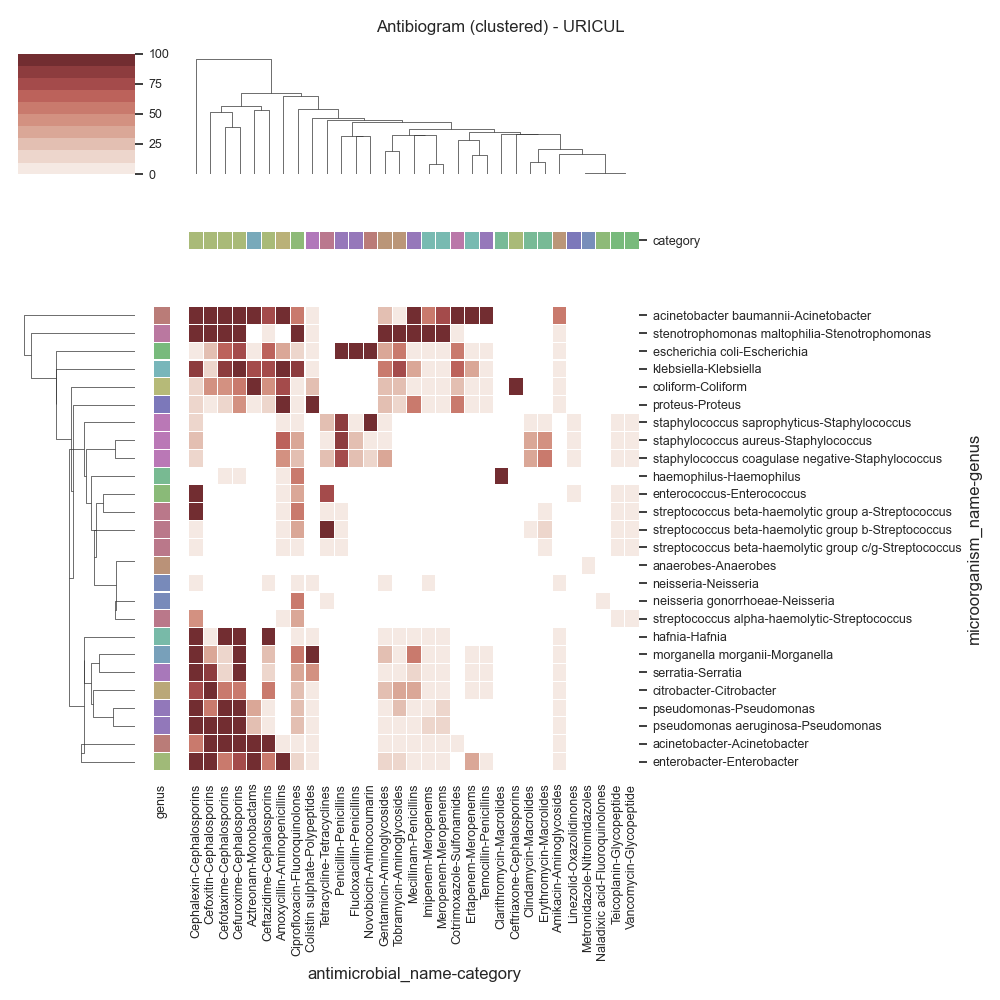 Antibiogram (clustered) - URICUL
100
75
50
25
0
category
acinetobacter baumannii-Acinetobacter
stenotrophomonas maltophilia-Stenotrophomonas
escherichia coli-Escherichia
klebsiella-Klebsiella
coliform-Coliform
proteus-Proteus
staphylococcus saprophyticus-Staphylococcus
staphylococcus aureus-Staphylococcus
staphylococcus coagulase negative-Staphylococcus
haemophilus-Haemophilus
enterococcus-Enterococcus
streptococcus beta-haemolytic group a-Streptococcus
streptococcus beta-haemolytic group b-Streptococcus
streptococcus beta-haemolytic group c/g-Streptococcus
anaerobes-Anaerobes
neisseria-Neisseria
neisseria gonorrhoeae-Neisseria
streptococcus alpha-haemolytic-Streptococcus
hafnia-Hafnia
morganella morganii-Morganella
serratia-Serratia
citrobacter-Citrobacter
pseudomonas-Pseudomonas
pseudomonas aeruginosa-Pseudomonas
acinetobacter-Acinetobacter
enterobacter-Enterobacter
microorganism_name-genus
genus
Cephalexin-Cephalosporins
Cefoxitin-Cephalosporins
Cefotaxime-Cephalosporins
Cefuroxime-Cephalosporins
Aztreonam-Monobactams
Ceftazidime-Cephalosporins
Amoxycillin-Aminopenicillins
Ciprofloxacin-Fluoroquinolones
Colistin sulphate-Polypeptides
Tetracycline-Tetracyclines
Penicillin-Penicillins
Flucloxacillin-Penicillins
Novobiocin-Aminocoumarin
Gentamicin-Aminoglycosides
Tobramycin-Aminoglycosides
Mecillinam-Penicillins
Imipenem-Meropenems
Meropenem-Meropenems
Cotrimoxazole-Sulfonamides
Ertapenem-Meropenems
Temocillin-Penicillins
Clarithromycin-Macrolides
Ceftriaxone-Cephalosporins
Clindamycin-Macrolides
Erythromycin-Macrolides
Amikacin-Aminoglycosides
Linezolid-Oxazolidinones
Metronidazole-Nitroimidazoles
Naladixic acid-Fluoroquinolones
Teicoplanin-Glycopeptide
Vancomycin-Glycopeptide
antimicrobial_name-category